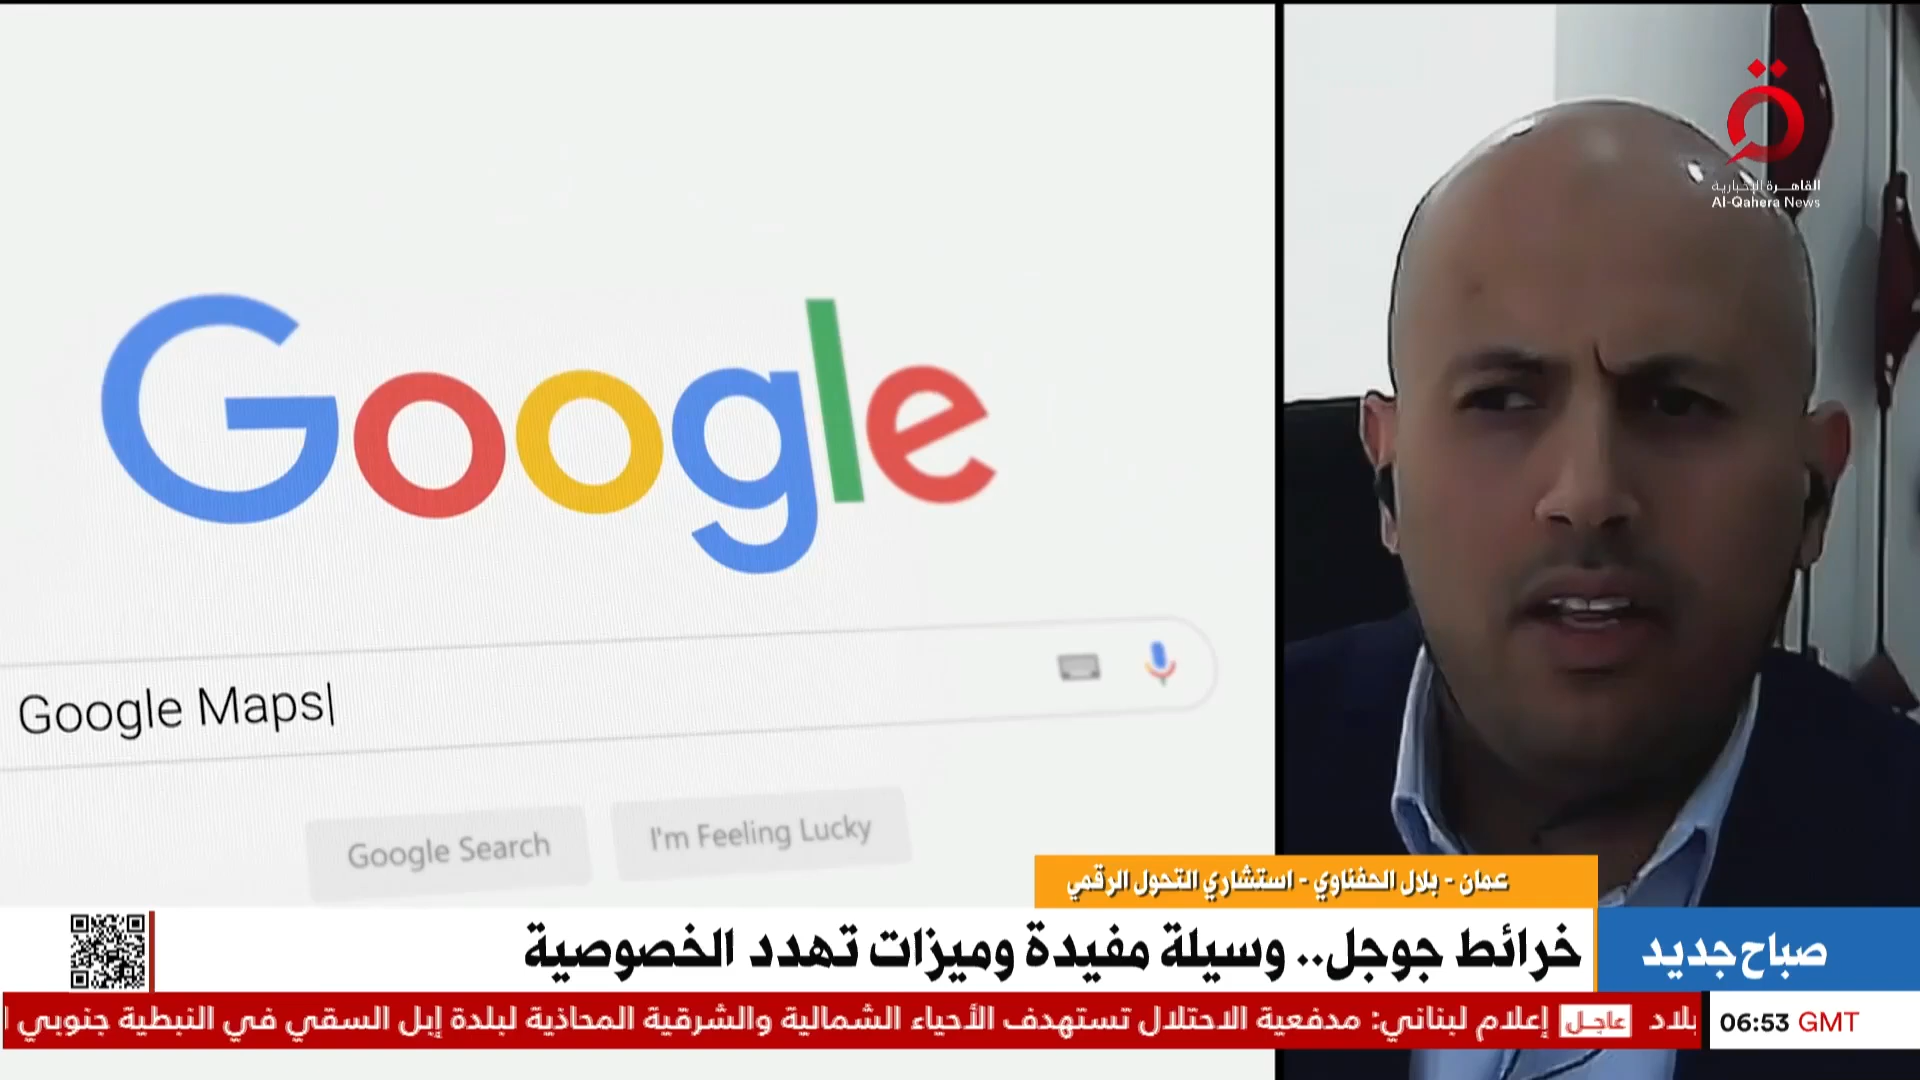 القاهرة الإخبارية
Al-Qahera News
Google
Google Maps
Google Search
I'm Feeling Lucky
عمان - بلال الحفناوي - استشاري التحول الرقمي
خرائط جوجل.. وسيلة مفيدة وميزات تهدد الخصوصية
صباح جديد
بلاد عاجل إعلام لبناني: مدفعية الاحتلال تستهدف الأحياء الشمالية والشرقية المحاذية لبلدة إبل السقي في النبطية جنوبي
06:53 GMT